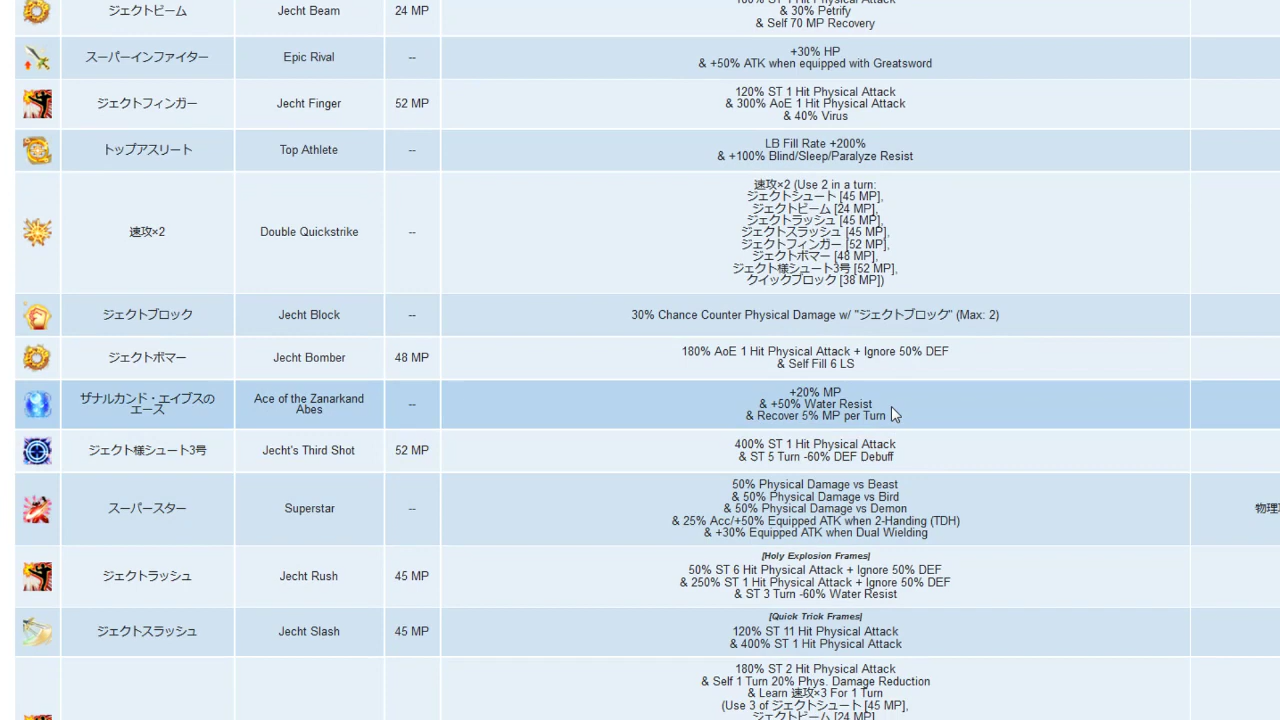 ジェクトビーム Jecht Beam 24 MP
& 30% Petrify
& Self 70 MP Recovery
スーパーインファイター Epic Rival --
+30% HP
& +50% ATK when equipped with Greatsword
ジェクトフィンガー Jecht Finger 52 MP
120% ST 1 Hit Physical Attack
& 300% AoE 1 Hit Physical Attack
& 40% Virus
トップアスリート Top Athlete --
LB Fill Rate +200%
& +100% Blind/Sleep/Paralyze Resist
速攻×2 Double Quickstrike --
速攻×2 (Use 2 in a turn:
ジェクトシュート [45 MP],
ジェクトビーム [24 MP],
ジェクトラッシュ [45 MP],
ジェクトスラッシュ [45 MP],
ジェクトフィンガー [52 MP],
ジェクトボマー [48 MP],
ジェクト様シュート3号 [52 MP],
クイックブロック [38 MP])
ジェクトブロック Jecht Block --
30% Chance Counter Physical Damage w/ "ジェクトブロック" (Max: 2)
ジェクトボマー Jecht Bomber 48 MP
180% AoE 1 Hit Physical Attack + Ignore 50% DEF
& Self Fill 6 LS
ザナルカンド・エイブスの
エース
Ace of the Zanarkand
Abes
--
+20% MP
& +50% Water Resist
& Recover 5% MP per Turn
ジェクト様シュート3号 Jecht's Third Shot 52 MP
400% ST 1 Hit Physical Attack
& ST 5 Turn -60% DEF Debuff
スーパースター Superstar --
50% Physical Damage vs Beast
& 50% Physical Damage vs Bird
& 50% Physical Damage vs Demon
& 25% Acc/+50% Equipped ATK when 2-Handing (TDH)
& +30% Equipped ATK when Dual Wielding
物理
ジェクトラッシュ Jecht Rush 45 MP
[Holy Explosion Frames]
50% ST 6 Hit Physical Attack + Ignore 50% DEF
& 250% ST 1 Hit Physical Attack + Ignore 50% DEF
& ST 3 Turn -60% Water Resist
ジェクトスラッシュ Jecht Slash 45 MP
[Quick Trick Frames]
120% ST 11 Hit Physical Attack
& 400% ST 1 Hit Physical Attack
180% ST 2 Hit Physical Attack
& Self 1 Turn 20% Phys. Damage Reduction
& Learn 速攻×3 For 1 Turn
(Use 3 of ジェクトシュート [45 MP],
ジェクトビーム [24 MP],